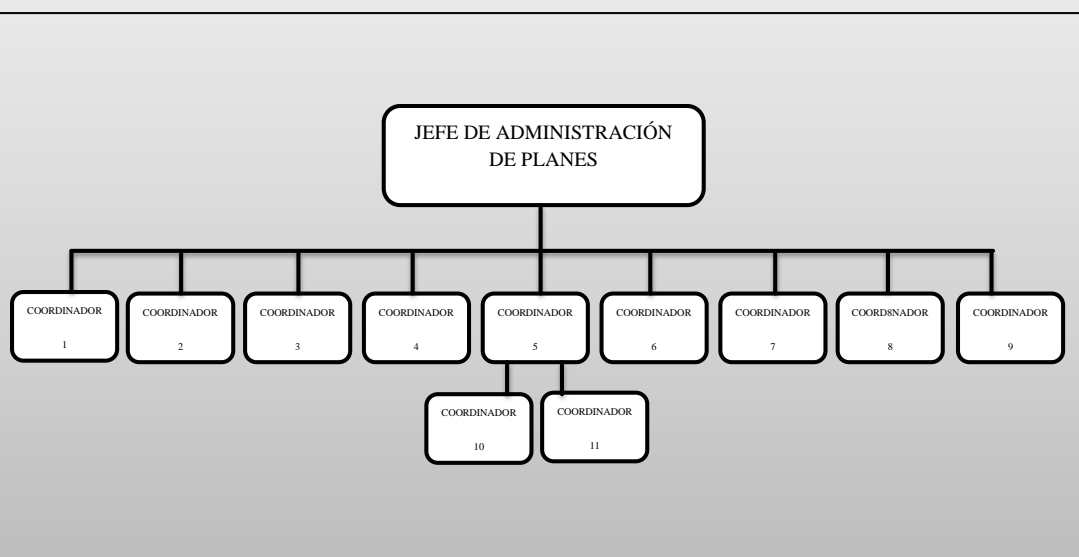 JEFE DE ADMINISTRACIÓN
DE PLANES
COORDINADOR
1
COORDINADOR
2
COORDINADOR
3
COORDINADOR
4
COORDINADOR
5
COORDINADOR
6
COORDINADOR
7
COORD8NADOR
8
COORDINADOR
9
COORDINADOR
10
COORDINADOR
11